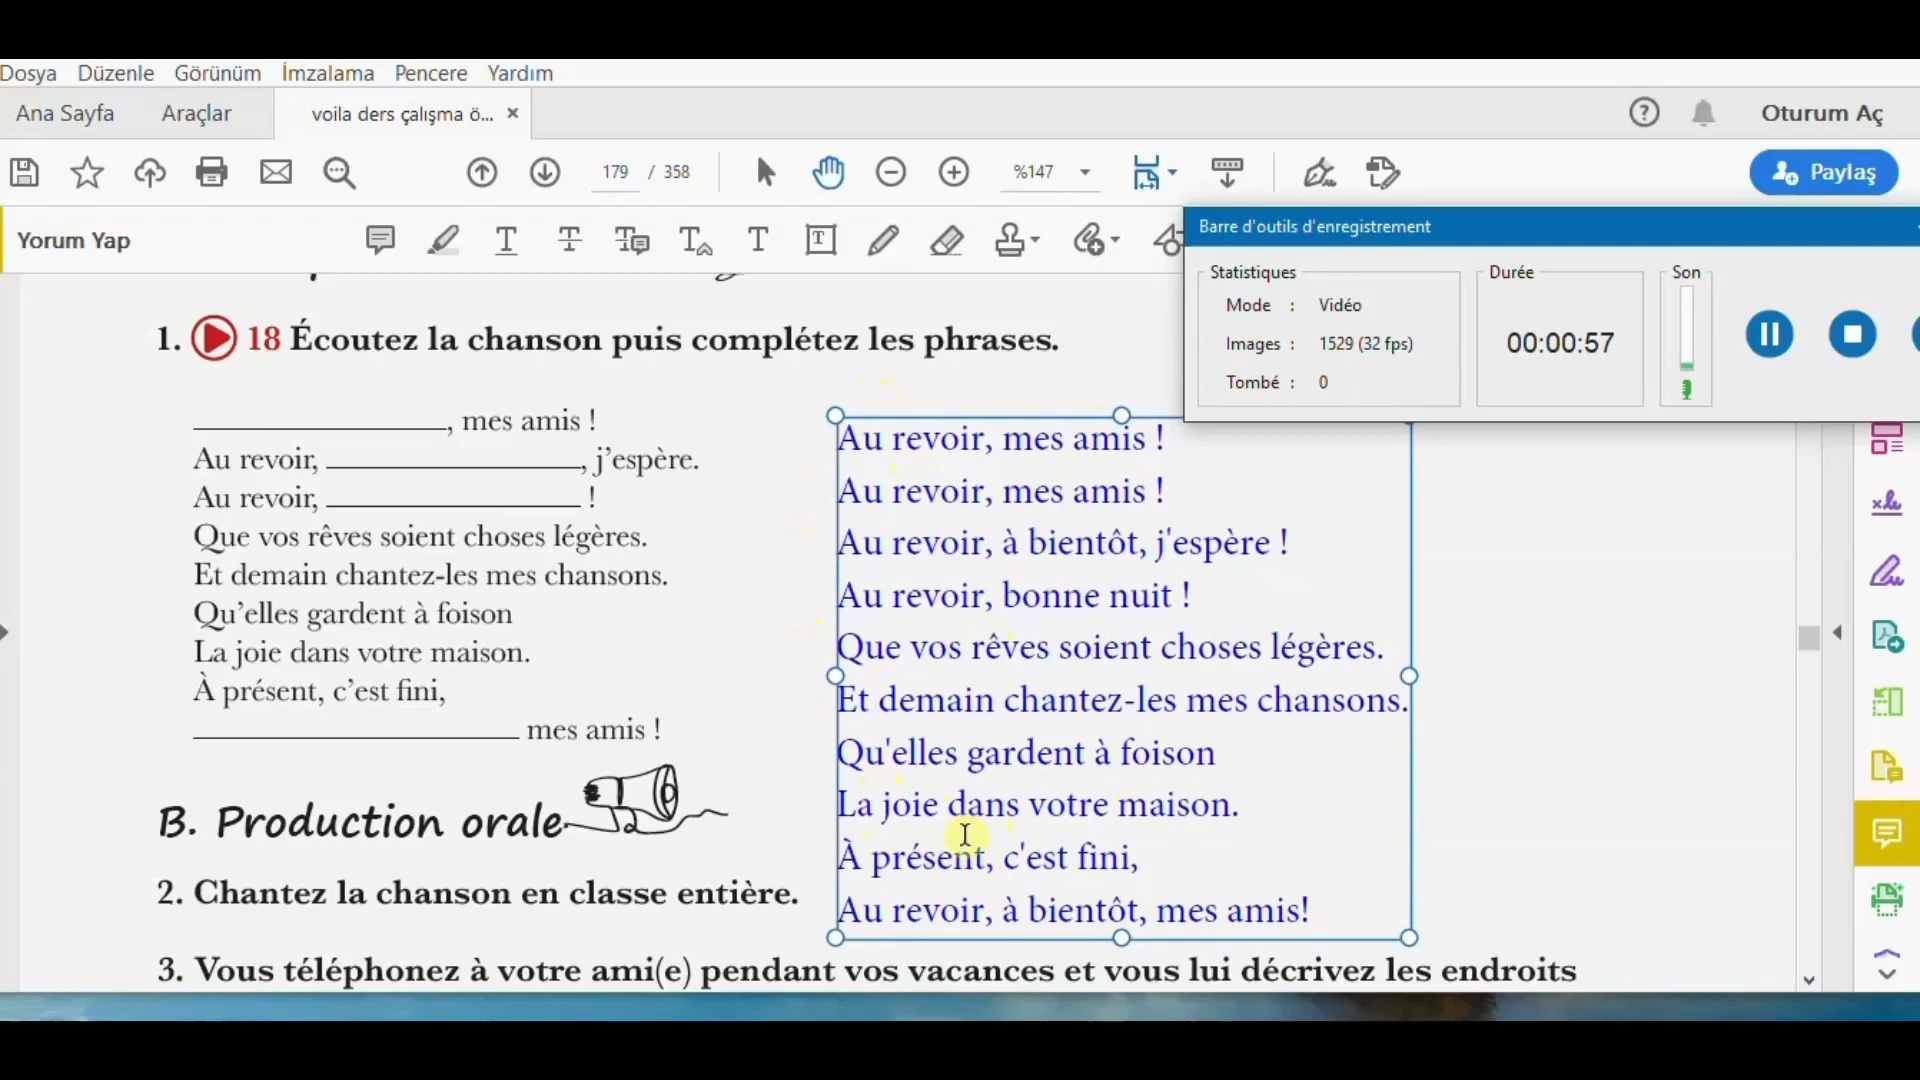 Dosya Düzenle Görünüm İmzalama Pencere Yardım
Ana Sayfa Araçlar voila ders çalışma ö... × ? Oturum Aç
179 / 358 %147 Paylaş
Yorum Yap
Barre d'outils d'enregistrement
Statistiques Durée Son
Mode : Vidéo
Images : 1529 (32 fps) 00:00:57
Tombé : 0
1. 18 Écoutez la chanson puis complétez les phrases.
_______________, mes amis !
Au revoir, _______________, j’espère.
Au revoir, _______________ !
Que vos rêves soient choses légères.
Et demain chantez-les mes chansons.
Qu’elles gardent à foison
La joie dans votre maison.
À présent, c’est fini,
___________________ mes amis !
Au revoir, mes amis !
Au revoir, mes amis !
Au revoir, à bientôt, j'espère !
Au revoir, bonne nuit !
Que vos rêves soient choses légères.
Et demain chantez-les mes chansons.
Qu'elles gardent à foison
La joie dans votre maison.
À présent, c'est fini,
Au revoir, à bientôt, mes amis!
B. Production orale
2. Chantez la chanson en classe entière.
3. Vous téléphonez à votre ami(e) pendant vos vacances et vous lui décrivez les endroits